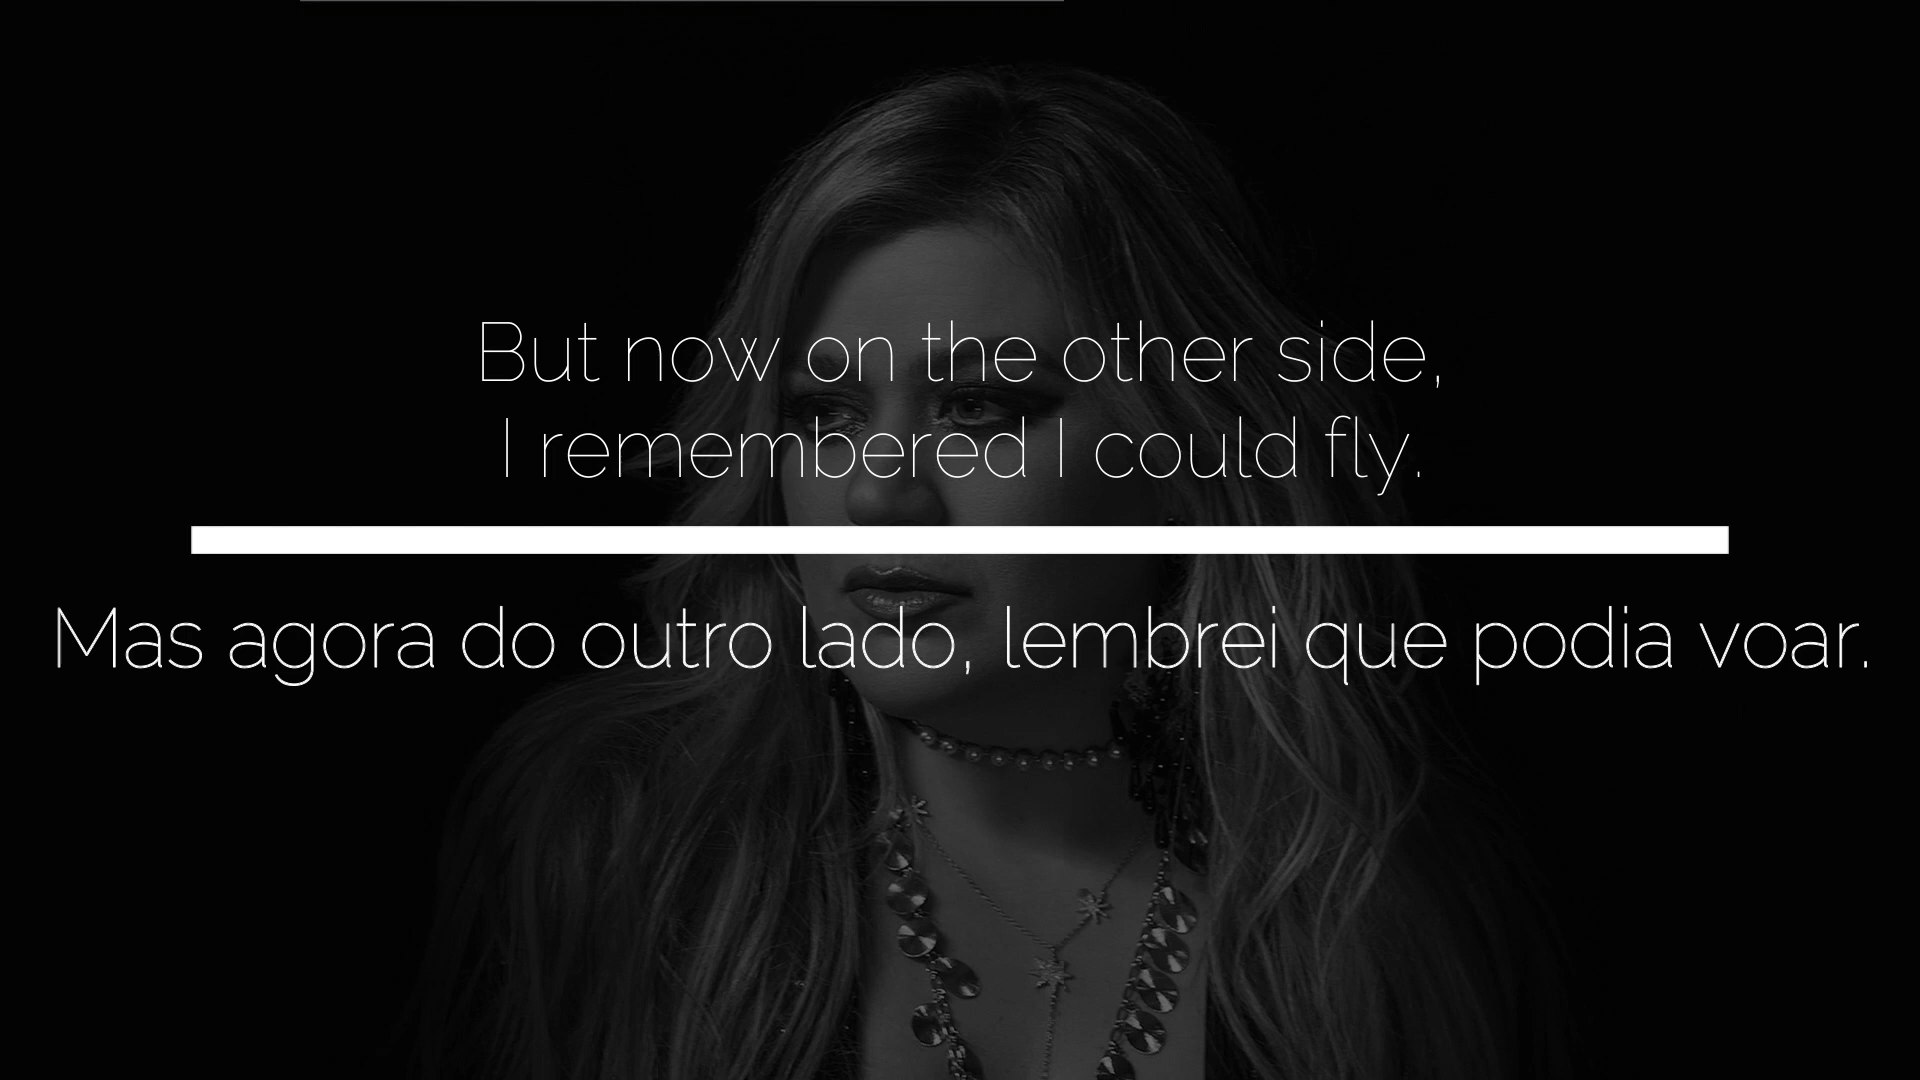 But now on the other side,
I remembered I could fly.
Mas agora do outro lado, lembrei que podia voar.